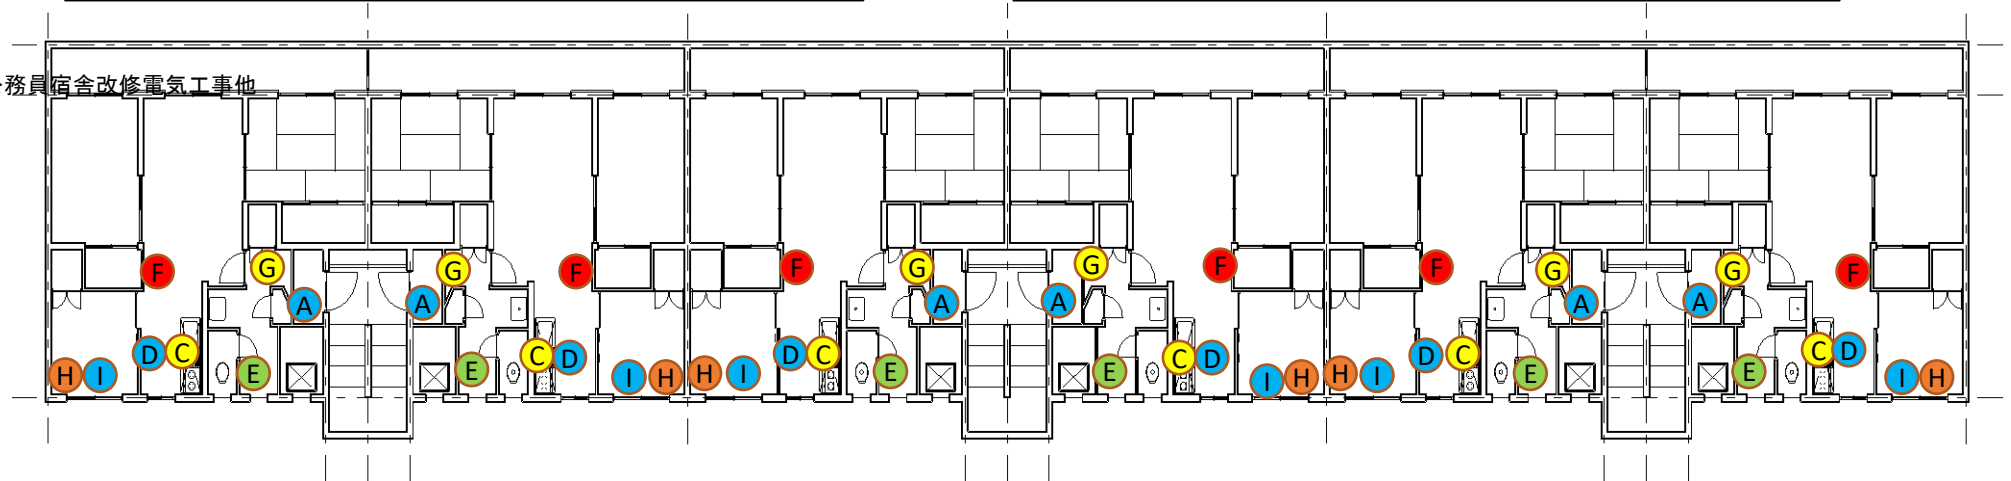 務員宿舎改修電気工事他
F F F F F F
G G G G G G
A A A A A A
D C C D D C C D D C C D
H I E E I H H I E E I H H I E E I H